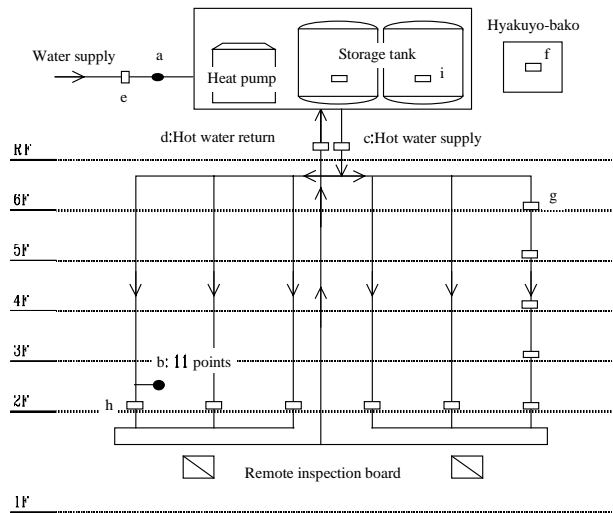 Hyakuyo-bako
Water supply
a
Storage tank
f
Heat pump
i
e
d:Hot water return
c:Hot water supply
RF
g
6F
5F
4F
3F
b: 11 points
2F
h
Remote inspection board
1F